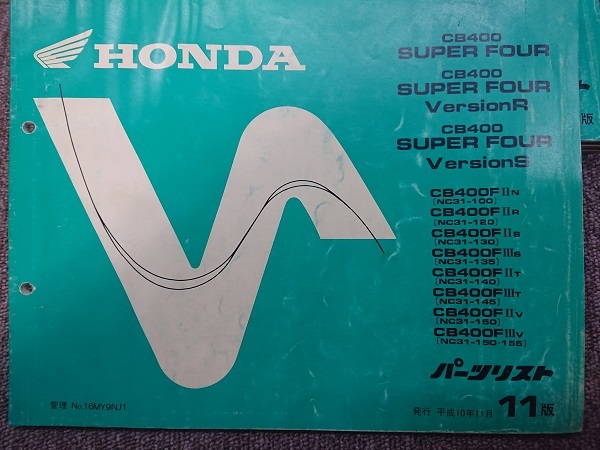 HONDA
CB400
SUPER FOUR
CB400
SUPER FOUR
VersionR
CB400
SUPER FOUR
VersionS
CB400FⅡN
[NC31-100]
CB400FⅡR
[NC31-120]
CB400FⅡS
[NC31-130]
CB400FⅢS
[NC31-135]
CB400FⅡT
[NC31-140]
CB400FⅢT
[NC31-145]
CB400FⅡV
[NC31-150]
CB400FⅢV
[NC31-150・155]
パーツリスト
管理 No.16MY9NJ1
発行 平成10年11月 11版
ト
版